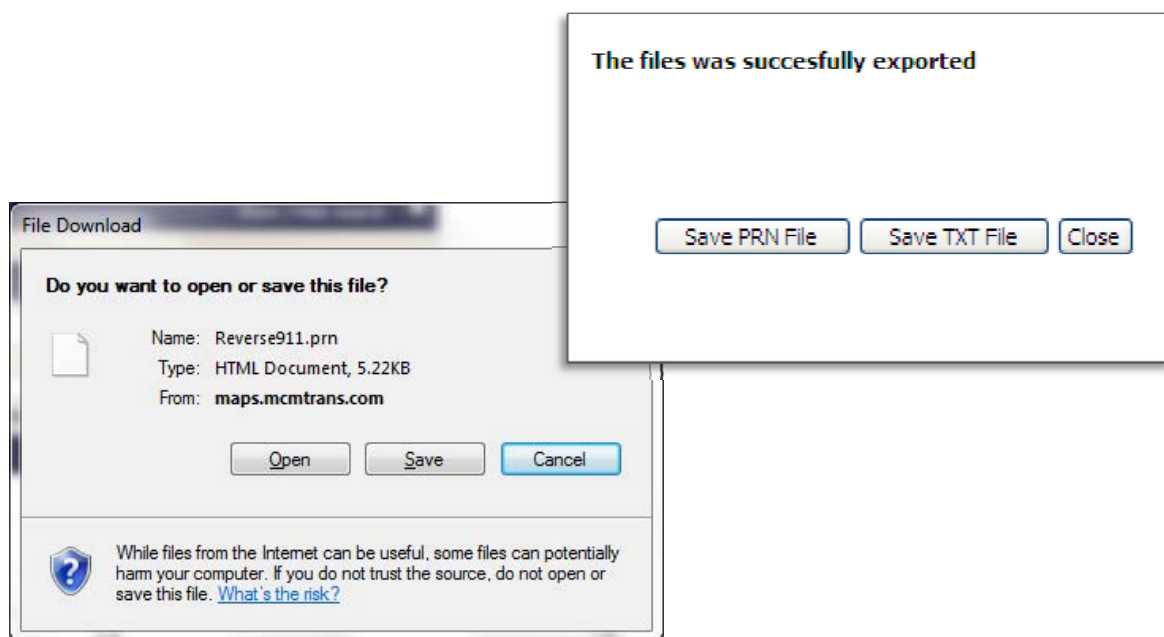 The files was succesfully exported
Save PRN File Save TXT File Close
File Download
Do you want to open or save this file?
Name: Reverse911.prn
Type: HTML Document, 5.22KB
From: maps.mcmtrans.com
Open Save Cancel
While files from the Internet can be useful, some files can potentially
harm your computer. If you do not trust the source, do not open or
save this file. What's the risk?